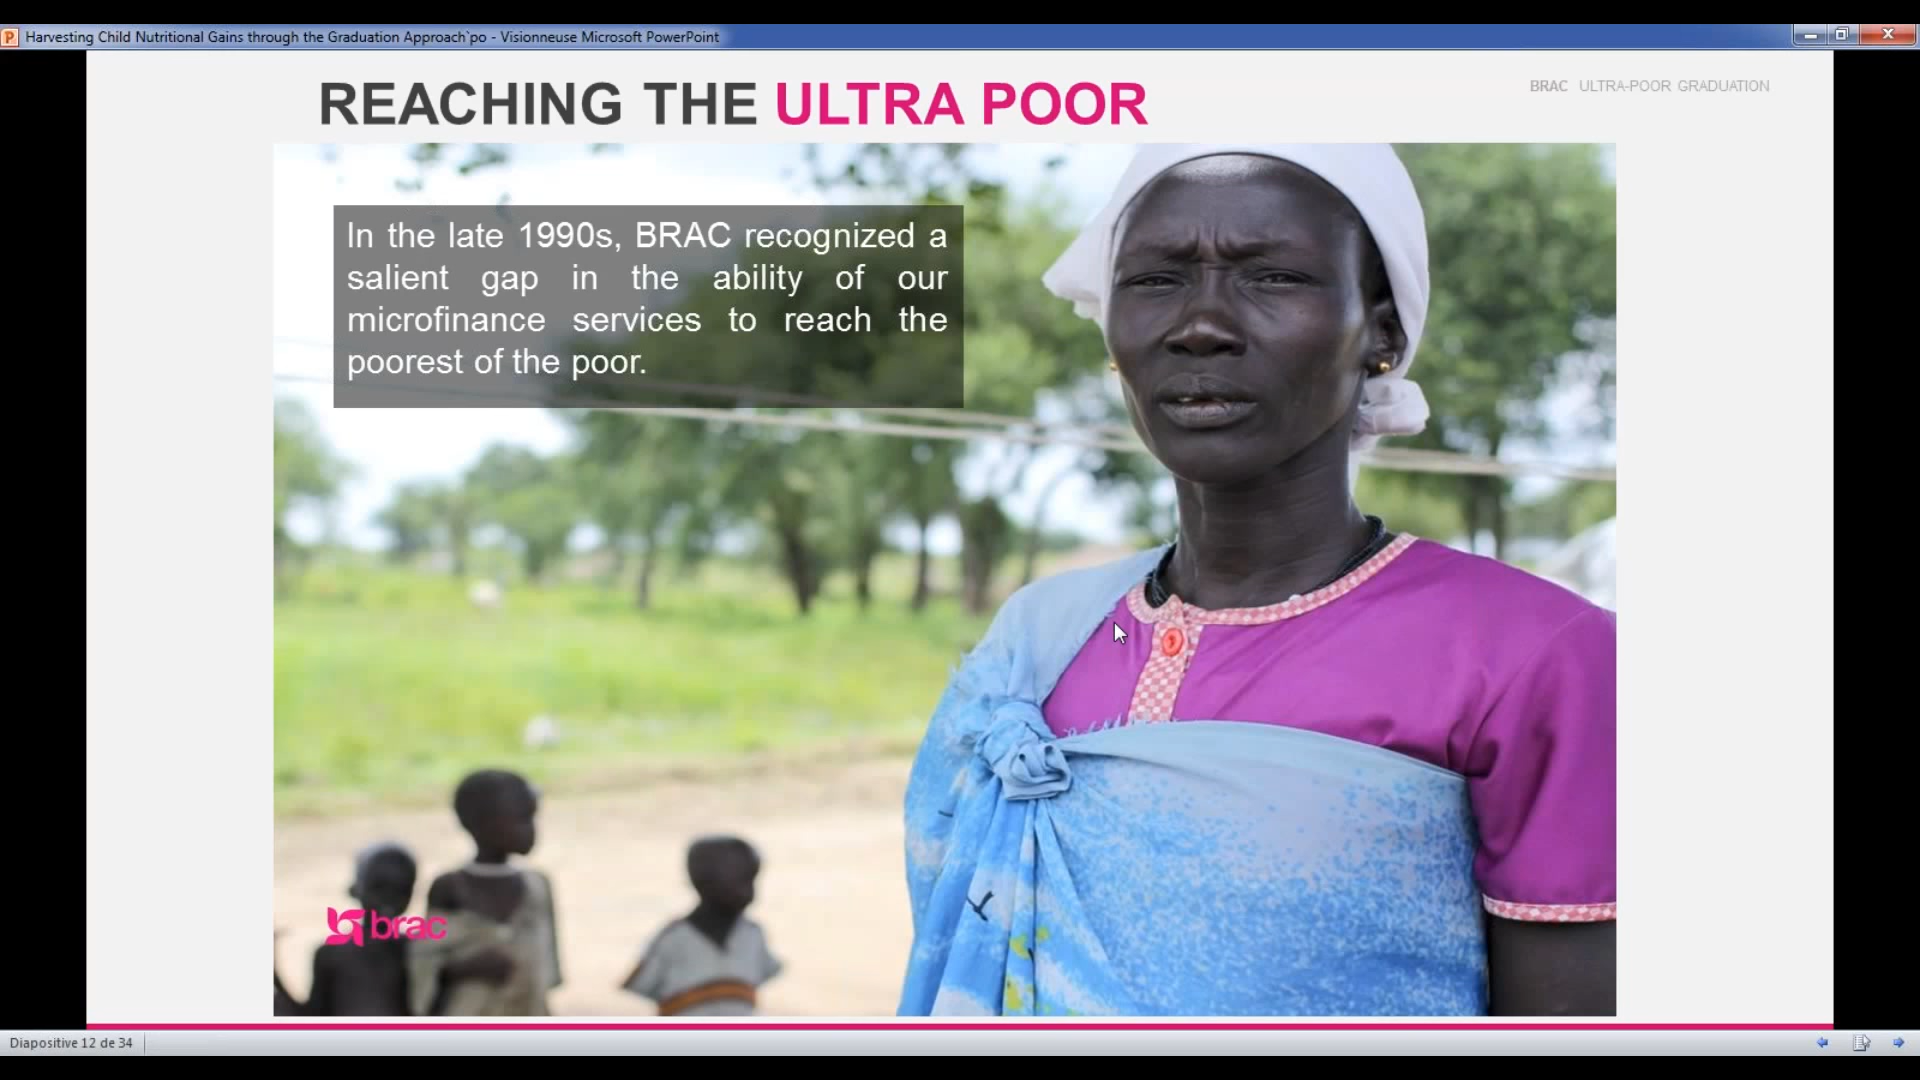 Harvesting Child Nutritional Gains through the Graduation Approach`po - Visionneuse Microsoft PowerPoint
REACHING THE ULTRA POOR
BRAC ULTRA-POOR GRADUATION
In the late 1990s, BRAC recognized a
salient gap in the ability of our
microfinance services to reach the
poorest of the poor.
brac
Diapositive 12 de 34